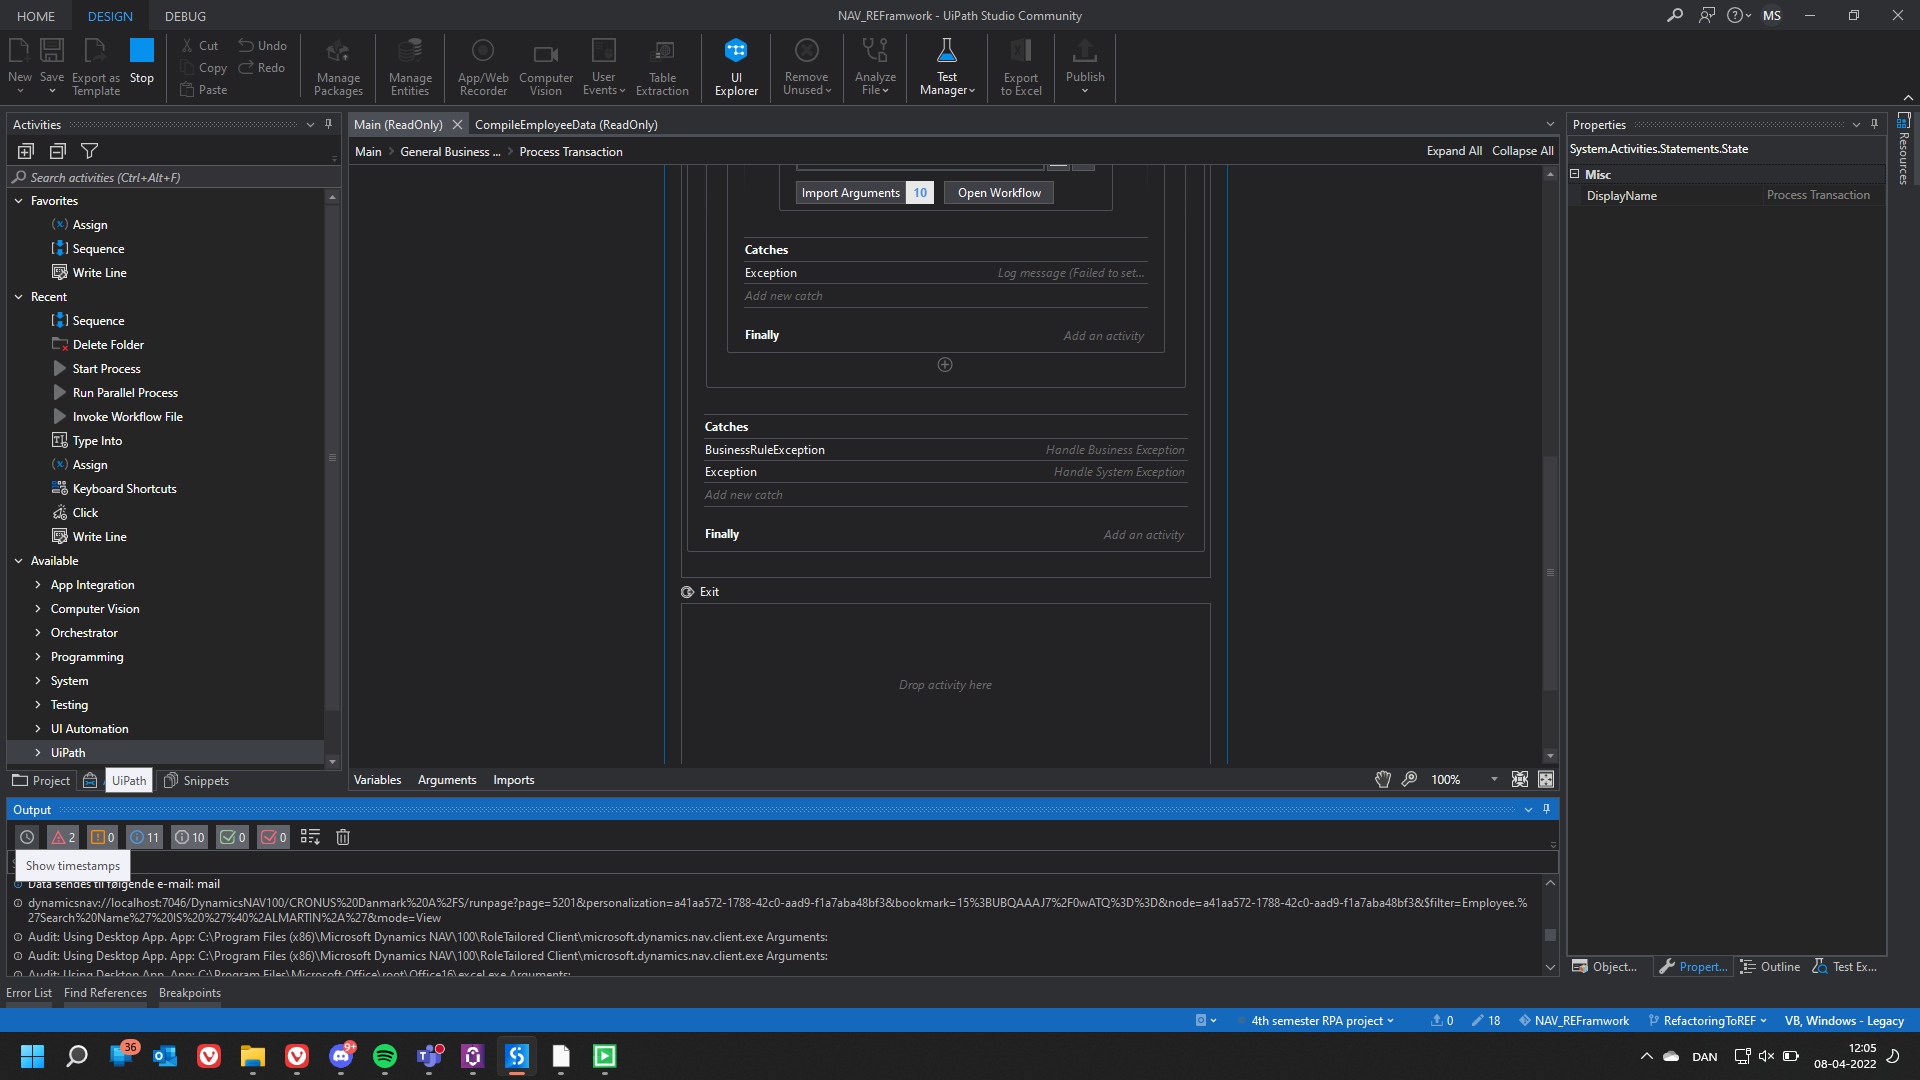 HOME
DESIGN
DEBUG
NAV_REFramwork - UiPath Studio Community
MS
New
Save
Export as Template
Stop
Cut
Copy
Paste
Undo
Redo
Manage Packages
Manage Entities
App/Web Recorder
Computer Vision
User Events
Table Extraction
UI Explorer
Remove Unused
Analyze File
Test Manager
Export to Excel
Publish
Activities
Search activities (Ctrl+Alt+F)
Favorites
Assign
Sequence
Write Line
Recent
Sequence
Delete Folder
Start Process
Run Parallel Process
Invoke Workflow File
Type Into
Assign
Keyboard Shortcuts
Click
Write Line
Available
App Integration
Computer Vision
Orchestrator
Programming
System
Testing
UI Automation
UiPath
Project
UiPath
Snippets
Main (ReadOnly)
CompileEmployeeData (ReadOnly)
Main > General Business ... > Process Transaction
Expand All
Collapse All
Import Arguments 10
Open Workflow
Catches
Exception
Log message (Failed to set...
Add new catch
Finally
Add an activity
Catches
BusinessRuleException
Handle Business Exception
Exception
Handle System Exception
Add new catch
Finally
Add an activity
Exit
Drop activity here
Variables
Arguments
Imports
100%
Properties
System.Activities.Statements.State
Misc
DisplayName
Process Transaction
Resources
Object...
Propert...
Outline
Test Ex...
Output
2
0
11
10
0
0
Show timestamps
Data sendes til følgende e-mail: mail
dynamicsnav://localhost:7046/DynamicsNAV100/CRONUS%20Danmark%20A%2FS/runpage?page=5201&personalization=a41aa572-1788-42c0-aad9-f1a7aba48bf3&bookmark=15%3BUBQAAAJ7%2F0wATQ%3D%3D&node=a41aa572-1788-42c0-aad9-f1a7aba48bf3&$filter=Employee.%
27Search%20Name%27%20IS%20%27%40%2ALMARTIN%2A%27&mode=View
Audit: Using Desktop App. App: C:\Program Files (x86)\Microsoft Dynamics NAV\100\RoleTailored Client\microsoft.dynamics.nav.client.exe Arguments:
Audit: Using Desktop App. App: C:\Program Files (x86)\Microsoft Dynamics NAV\100\RoleTailored Client\microsoft.dynamics.nav.client.exe Arguments:
Audit: Using Desktop App. App: C:\Program Files\Microsoft Office\root\Office16\excel.exe Arguments:
Error List
Find References
Breakpoints
4th semester RPA project
0
18
NAV_REFramwork
RefactoringToREF
VB, Windows - Legacy
36
9+
DAN
12:05
08-04-2022